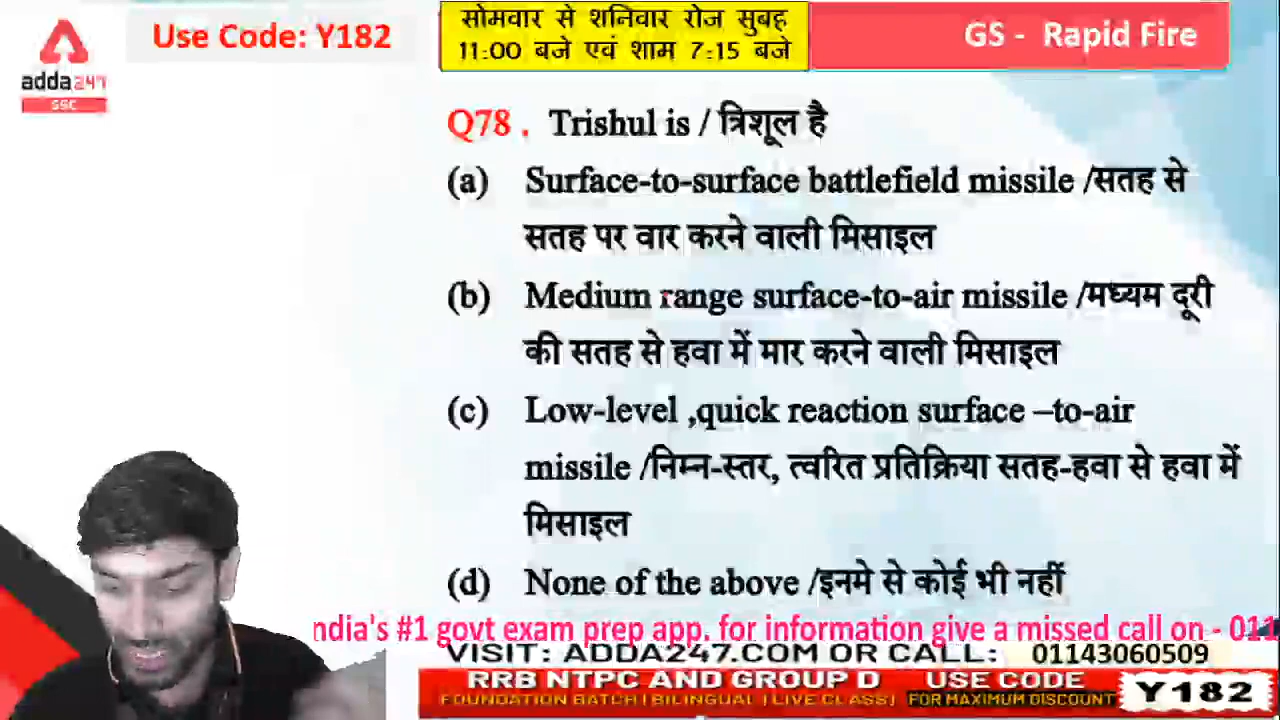 Use Code: Y182
सोमवार से शनिवार रोज सुबह
11:00 बजे एवं शाम 7:15 बजे
GS - Rapid Fire
adda247
SSC
Q78 . Trishul is / त्रिशूल है
(a) Surface-to-surface battlefield missile /सतह से
सतह पर वार करने वाली मिसाइल
(b) Medium range surface-to-air missile /मध्यम दूरी
की सतह से हवा में मार करने वाली मिसाइल
(c) Low-level ,quick reaction surface –to-air
missile /निम्न-स्तर, त्वरित प्रतिक्रिया सतह-हवा से हवा में
मिसाइल
(d) None of the above /इनमे से कोई भी नहीं
ndia's #1 govt exam prep app. for information give a missed call on - 011
VISIT: ADDA247.COM OR CALL: 01143060509
RRB NTPC AND GROUP D USE CODE
FOUNDATION BATCH | BILINGUAL | LIVE CLASS| FOR MAXIMUM DISCOUNT
Y182